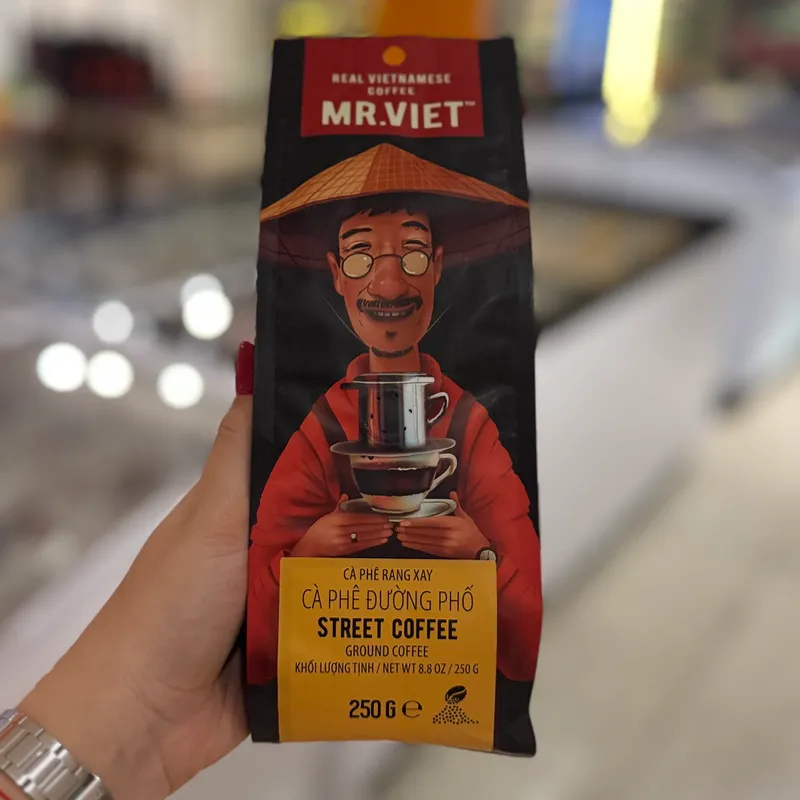 REAL VIETNAMESE
COFFEE
MR.VIET™
CÀ PHÊ RANG XAY
CÀ PHÊ ĐƯỜNG PHỐ
STREET COFFEE
GROUND COFFEE
KHỐI LƯỢNG TỊNH / NET WT 8.8 OZ / 250 G
250 G ℮